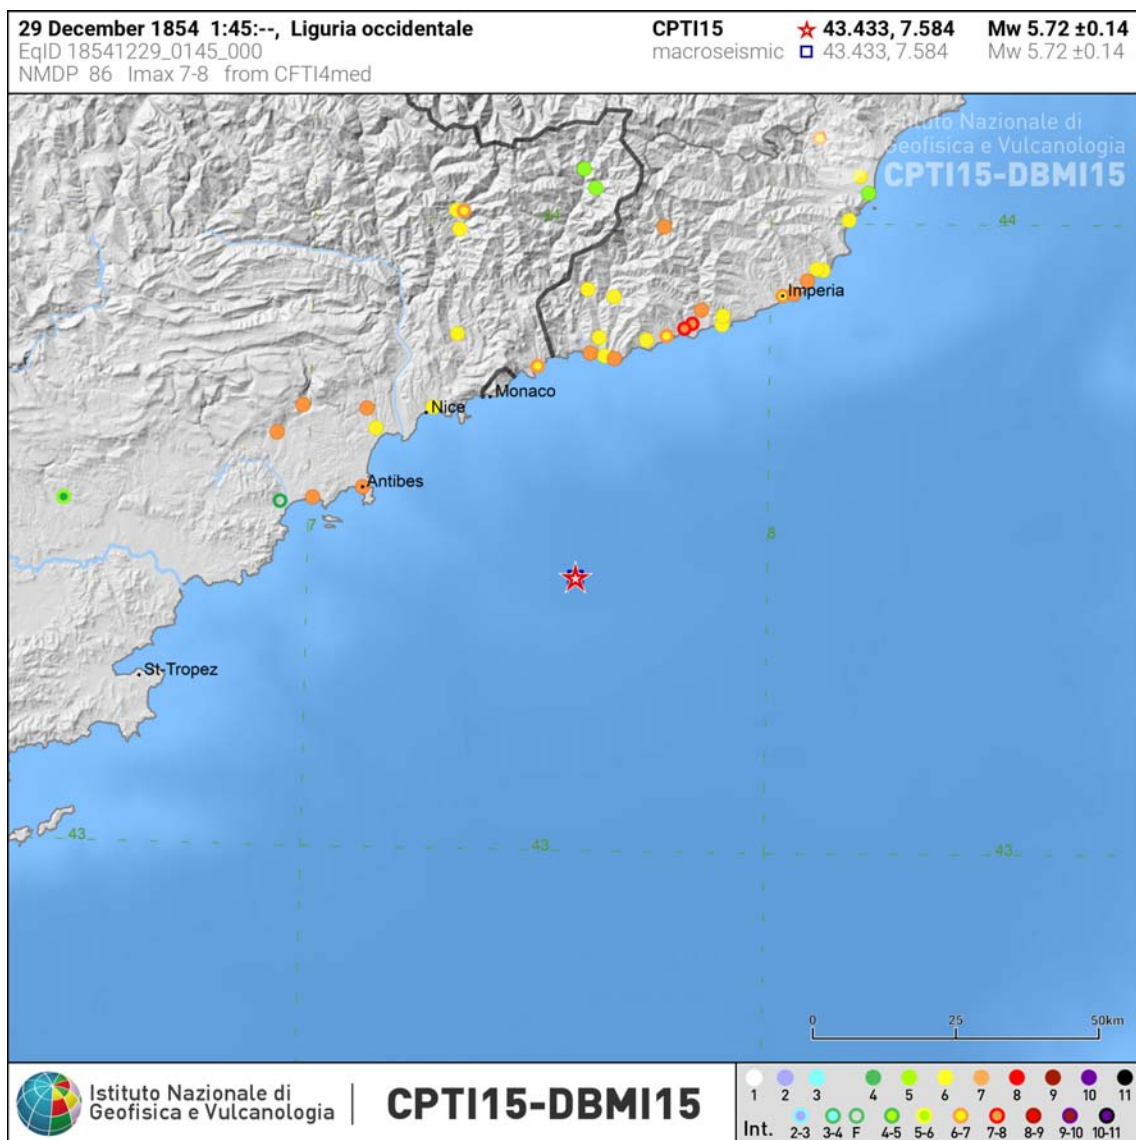 29 December 1854 1:45:--, Liguria occidentale
EqID 18541229_0145_000
NMDP 86 Imax 7-8 from CFTI4med
CPTI15 43.433, 7.584 Mw 5.72 ±0.14
macroseismic 43.433, 7.584 Mw 5.72 ±0.14
Istituto Nazionale di
Geofisica e Vulcanologia
CPTI15-DBMI15
44
44
Imperia
Monaco
Nice
Antibes
7
8
St-Tropez
43
43
43
0 25 50km
Istituto Nazionale di
Geofisica e Vulcanologia
CPTI15-DBMI15
1 2 3 4 5 6 7 8 9 10 11
Int. 2-3 3-4 F 4-5 5-6 6-7 7-8 8-9 9-10 10-11